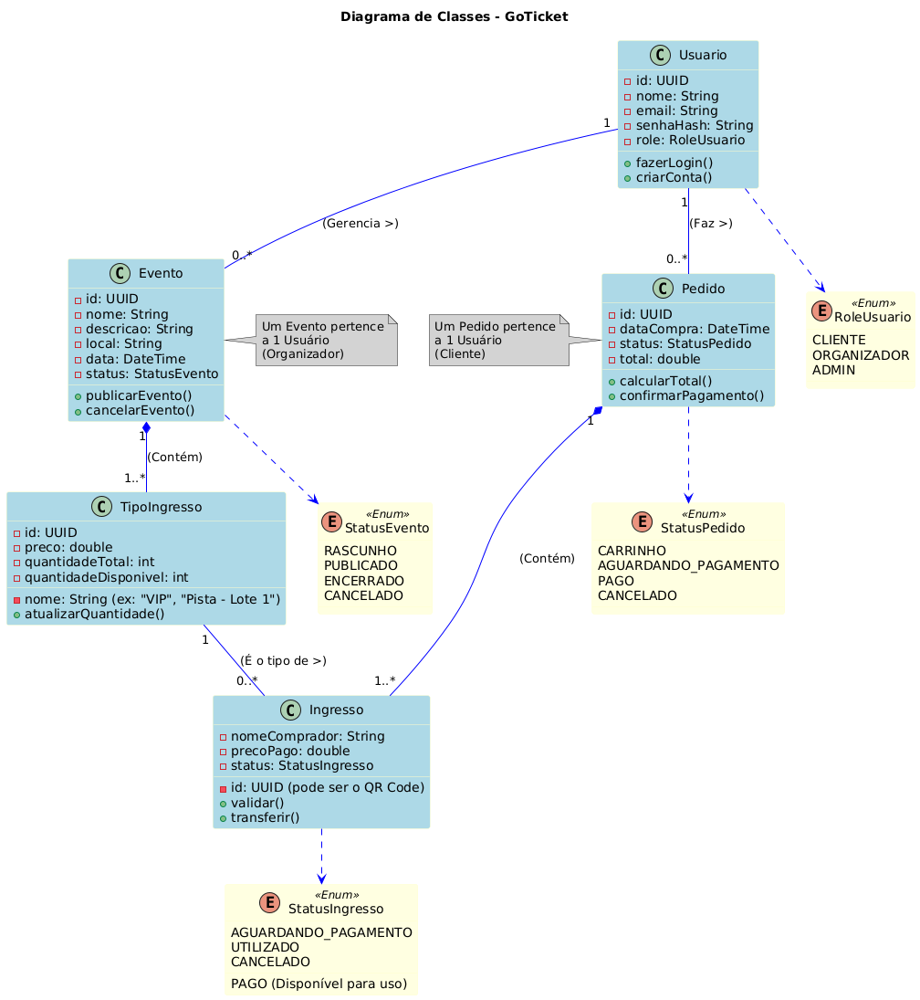 Diagrama de Classes - GoTicket
C Usuario
id: UUID
nome: String
email: String
senhaHash: String
role: RoleUsuario
fazerLogin()
criarConta()
1
(Gerencia >)
0..*
1
(Faz >)
0..*
C Evento
id: UUID
nome: String
descricao: String
local: String
data: DateTime
status: StatusEvento
publicarEvento()
cancelarEvento()
Um Evento pertence
a 1 Usuário
(Organizador)
Um Pedido pertence
a 1 Usuário
(Cliente)
C Pedido
id: UUID
dataCompra: DateTime
status: StatusPedido
total: double
calcularTotal()
confirmarPagamento()
«Enum»
E RoleUsuario
CLIENTE
ORGANIZADOR
ADMIN
1
(Contém)
1..*
1
(Contém)
1..*
C TipoIngresso
id: UUID
preco: double
quantidadeTotal: int
quantidadeDisponivel: int
nome: String (ex: "VIP", "Pista - Lote 1")
atualizarQuantidade()
«Enum»
E StatusEvento
RASCUNHO
PUBLICADO
ENCERRADO
CANCELADO
«Enum»
E StatusPedido
CARRINHO
AGUARDANDO_PAGAMENTO
PAGO
CANCELADO
1
(É o tipo de >)
0..*
C Ingresso
nomeComprador: String
precoPago: double
status: StatusIngresso
id: UUID (pode ser o QR Code)
validar()
transferir()
«Enum»
E StatusIngresso
AGUARDANDO_PAGAMENTO
UTILIZADO
CANCELADO
PAGO (Disponível para uso)